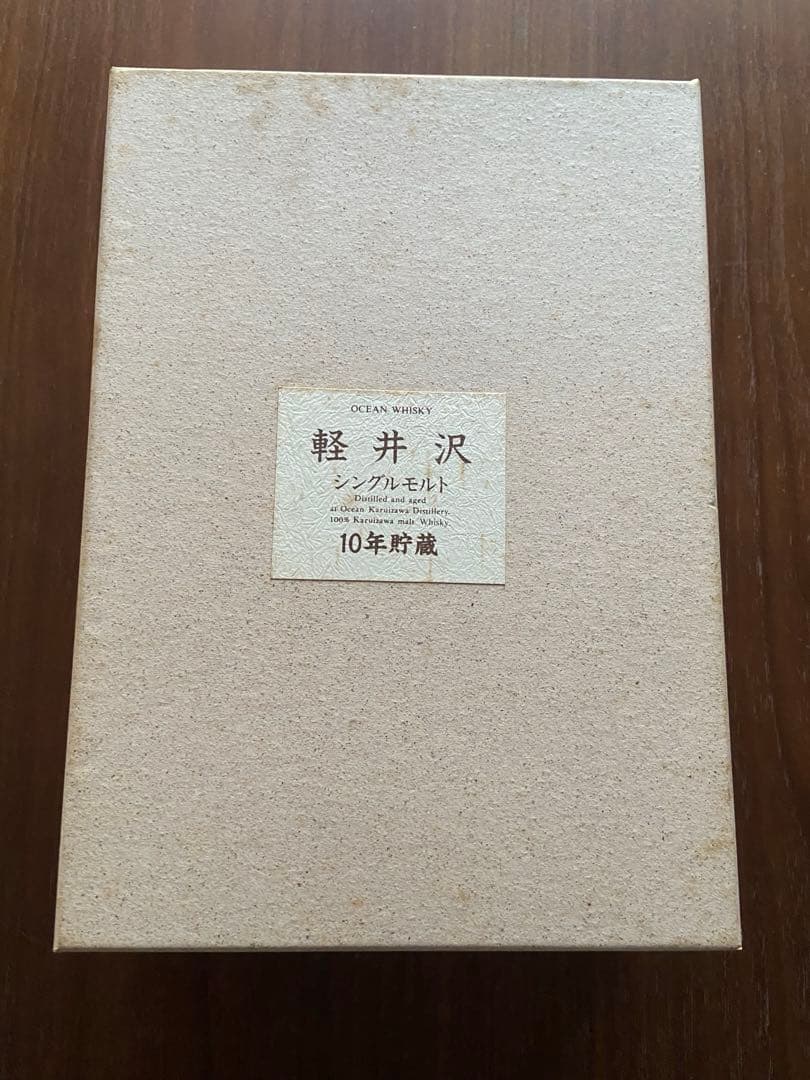 OCEAN WHISKY
軽井沢
シングルモルト
Distilled and aged
at Ocean Karuizawa Distillery.
100% Karuizawa malt Whisky.
10年貯蔵